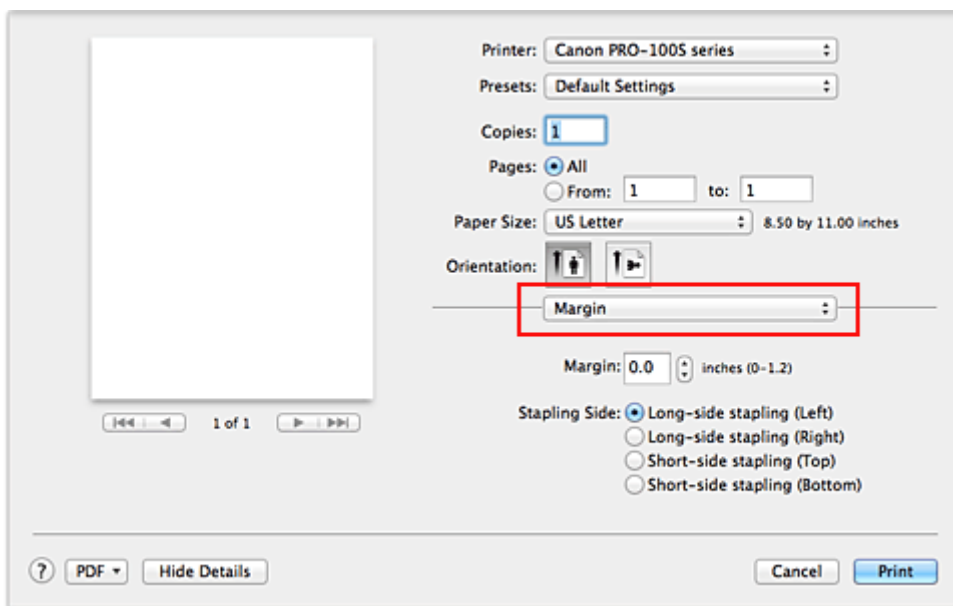 Printer: Canon PRO-100S series
Presets: Default Settings
Copies: 1
Pages: All
From: 1 to: 1
Paper Size: US Letter 8.50 by 11.00 inches
Orientation:
Margin
Margin: 0.0 inches (0-1.2)
Stapling Side: Long-side stapling (Left)
Long-side stapling (Right)
Short-side stapling (Top)
Short-side stapling (Bottom)
1 of 1
? PDF Hide Details Cancel Print